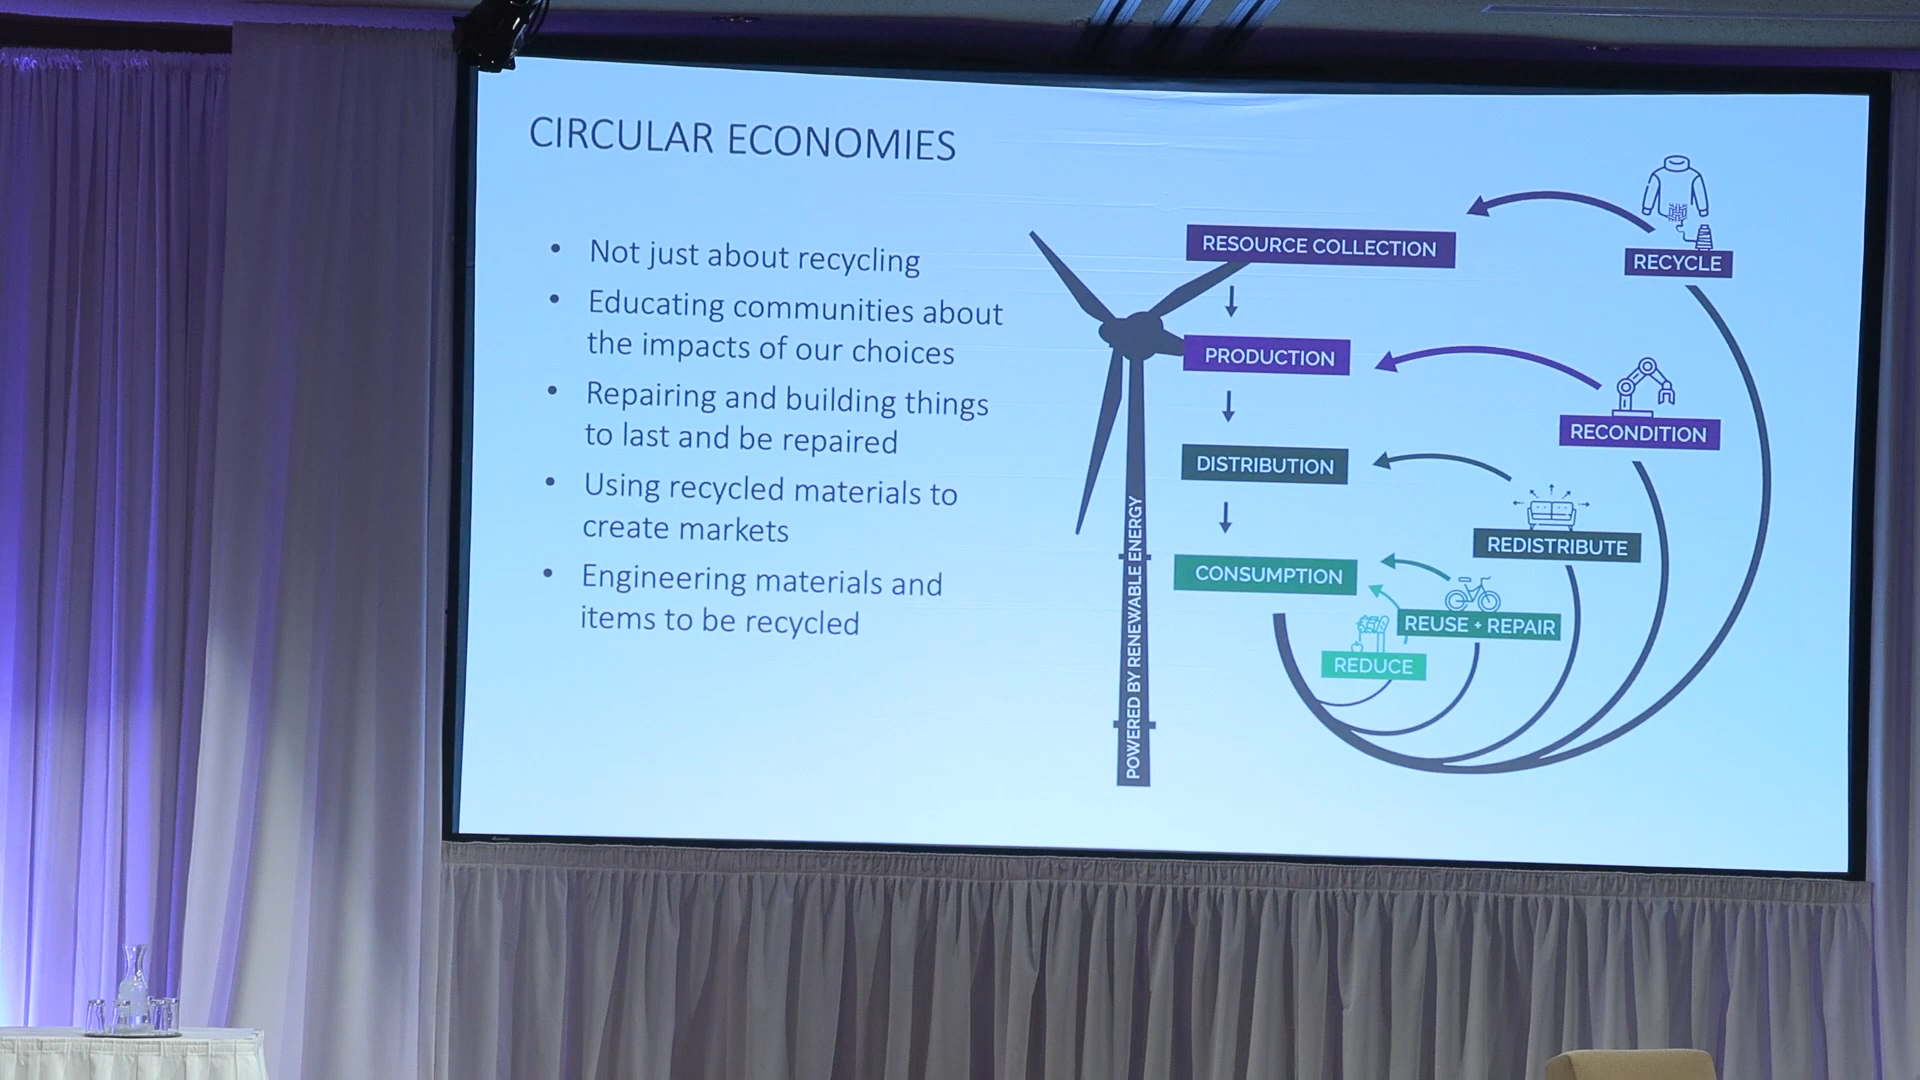 CIRCULAR ECONOMIES
• Not just about recycling
• Educating communities about
the impacts of our choices
• Repairing and building things
to last and be repaired
• Using recycled materials to
create markets
• Engineering materials and
items to be recycled
RESOURCE COLLECTION
RECYCLE
PRODUCTION
RECONDITION
DISTRIBUTION
REDISTRIBUTE
CONSUMPTION
REUSE + REPAIR
REDUCE
POWERED BY RENEWABLE ENERGY